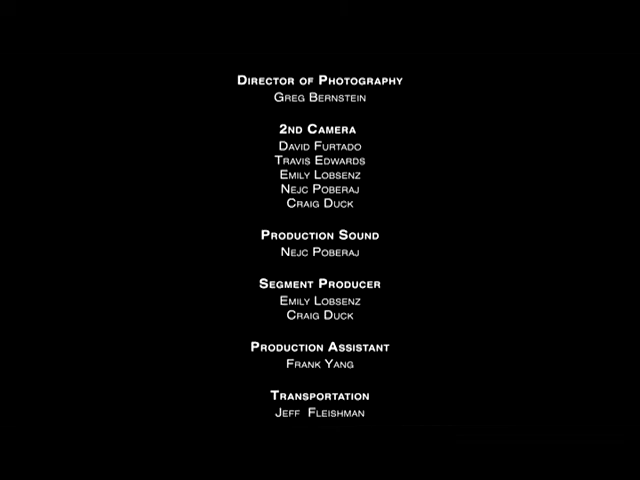 Director of Photography
Greg Bernstein
2nd Camera
David Furtado
Travis Edwards
Emily Lobsenz
Nejc Poberaj
Craig Duck
Production Sound
Nejc Poberaj
Segment Producer
Emily Lobsenz
Craig Duck
Production Assistant
Frank Yang
Transportation
Jeff Fleishman